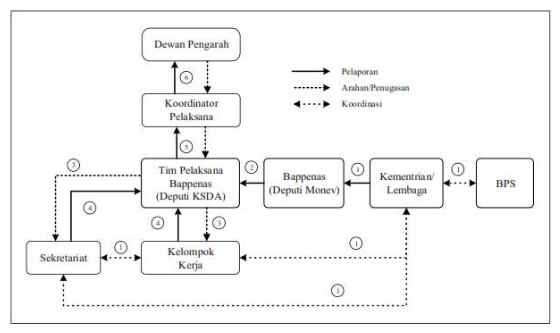 Dewan Pengarah
6
Pelaporan
Arahan/Penugasan
Koordinasi
Koordinator
Pelaksana
5
3
Tim Pelaksana
Bappenas
(Deputi KSDA)
2
Bappenas
(Deputi Monev)
1
Kementrian/
Lembaga
1
BPS
4
4
3
Sekretariat
1
Kelompok
Kerja
1
1